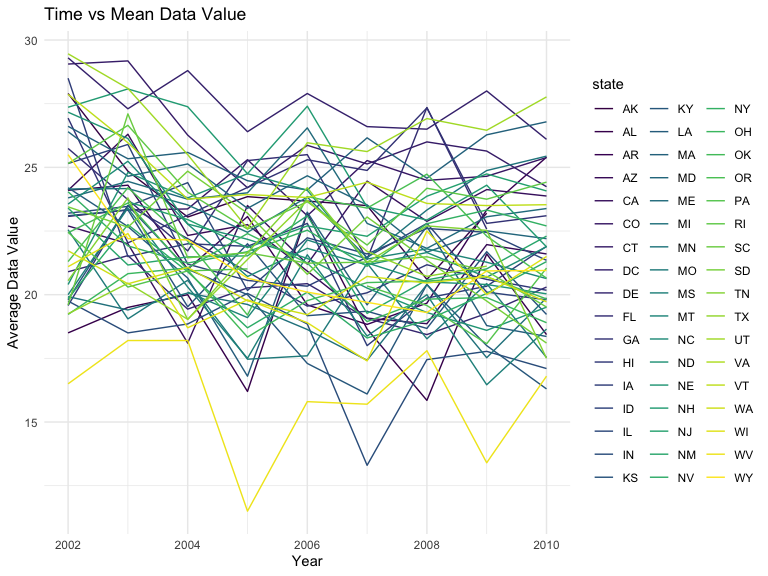 Time vs Mean Data Value
30
25
20
15
Average Data Value
2002 2004 2006 2008 2010
Year
state
AK KY NY
AL LA OH
AR MA OK
AZ MD OR
CA ME PA
CO MI RI
CT MN SC
DC MO SD
DE MS TN
FL MT TX
GA NC UT
HI ND VA
IA NE VT
ID NH WA
IL NJ WI
IN NM WV
KS NV WY